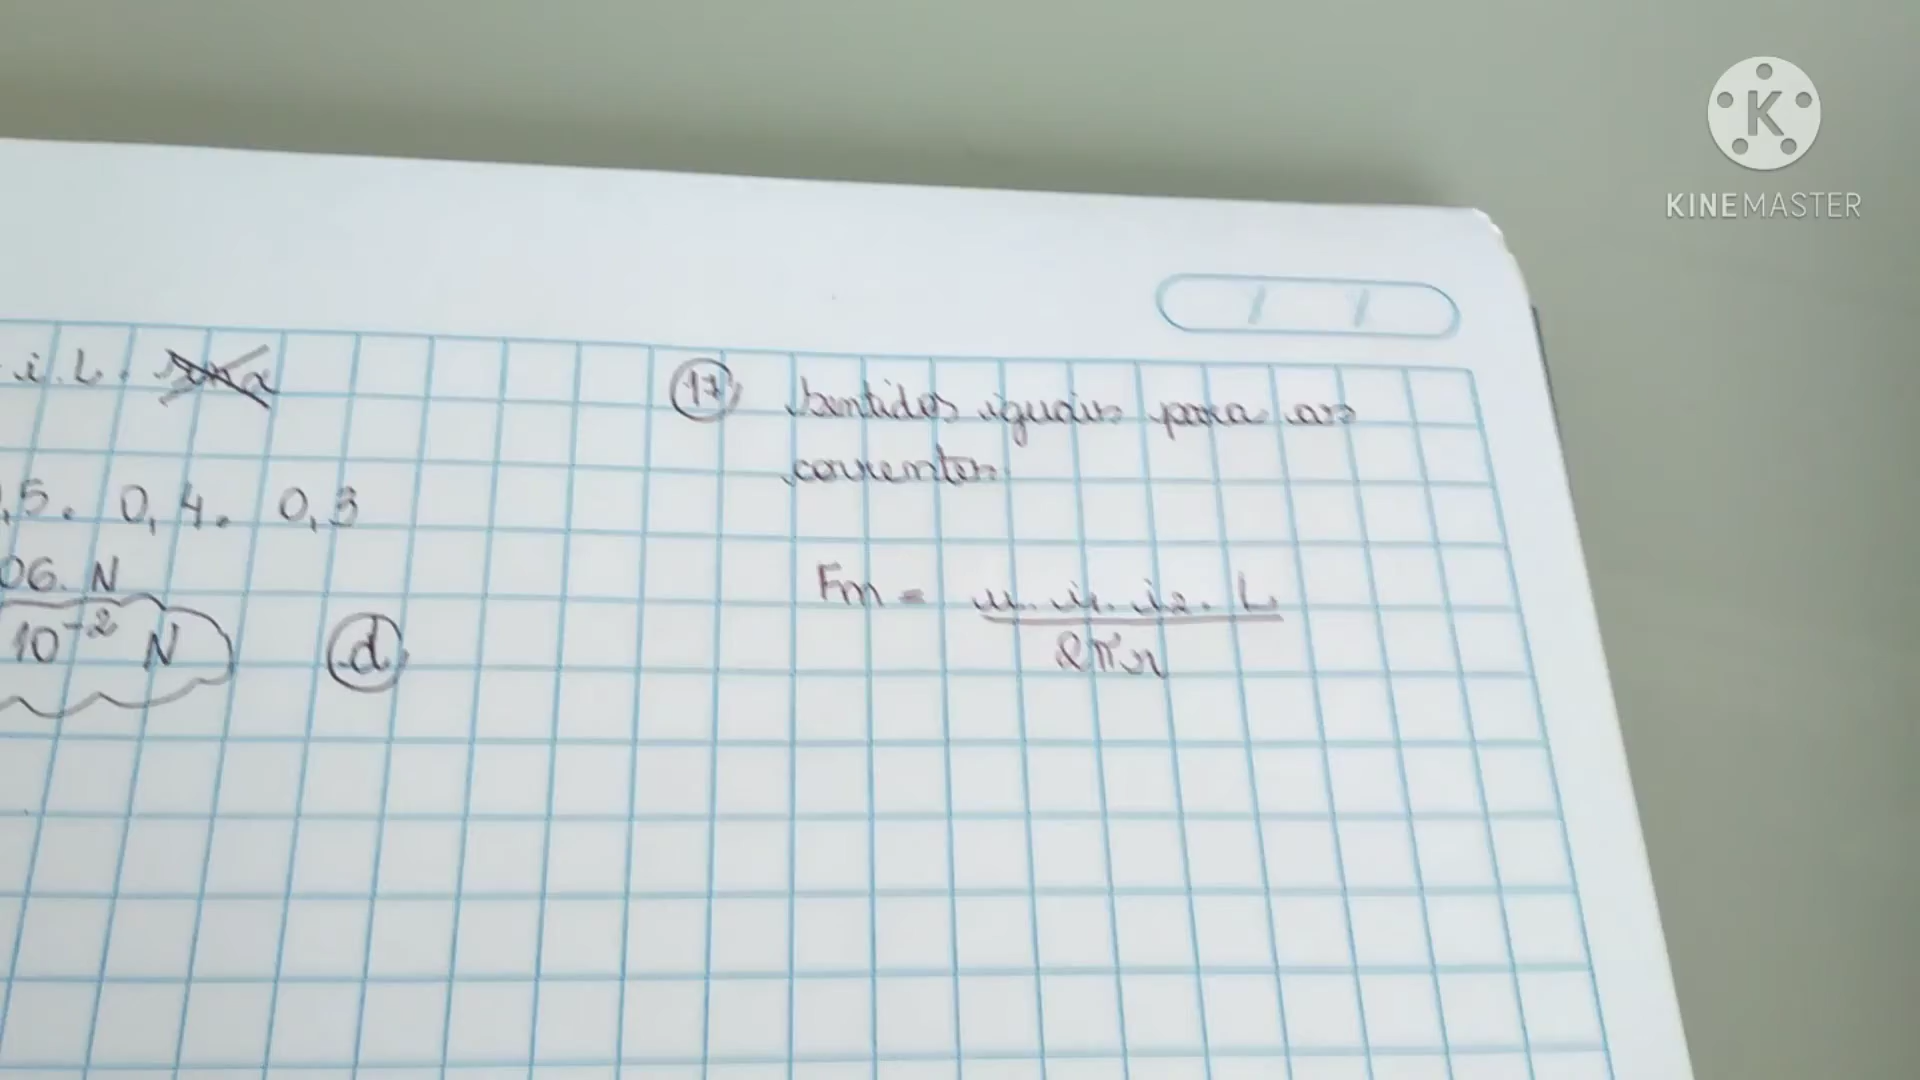 .i.L. sen α
,5. 0,4. 0,3
06. N
10⁻² N
d
17 Sentidos iguais para as
correntes.
Fm = μ. i₁. i₂. L
2πr
K
KINEMASTER